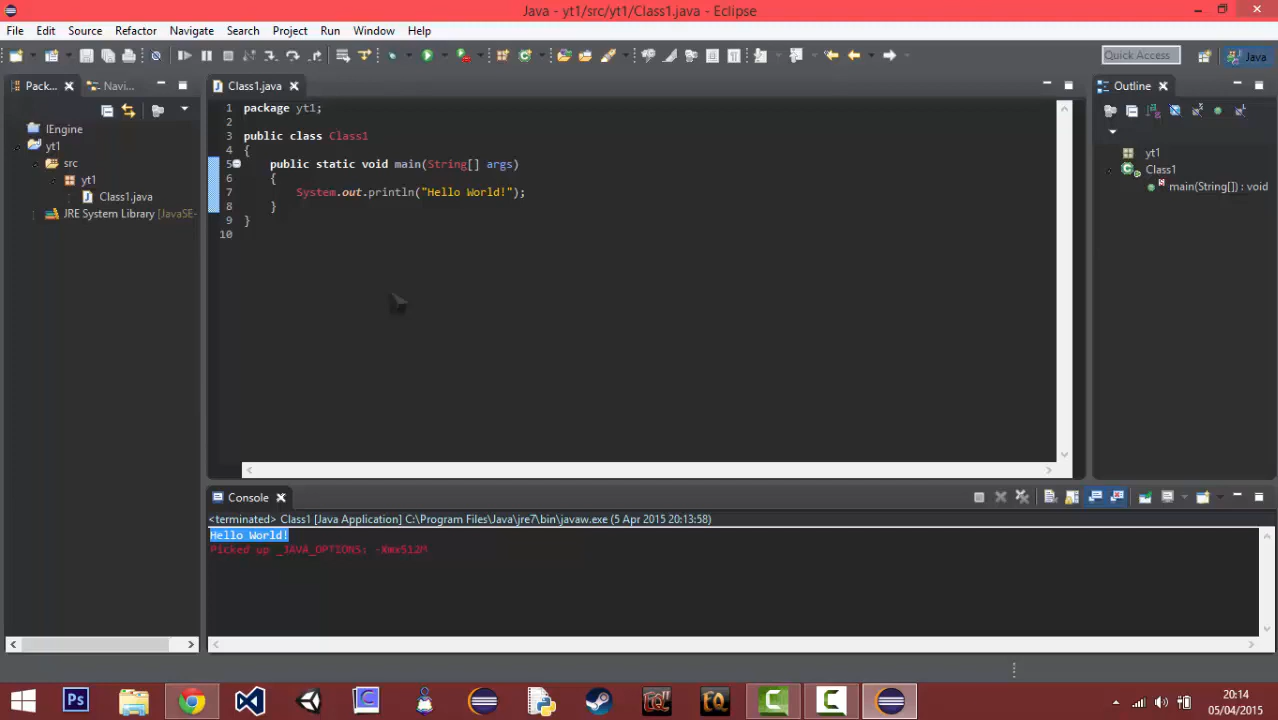 Java - yt1/src/yt1/Class1.java - Eclipse
File Edit Source Refactor Navigate Search Project Run Window Help
Quick Access Java
Pack... Navi...
Class1.java
Outline
IEngine
yt1
src
yt1
Class1.java
JRE System Library [JavaSE-
1 package yt1;
2
3 public class Class1
4 {
5 public static void main(String[] args)
6 {
7 System.out.println("Hello World!");
8 }
9 }
10
yt1
Class1
main(String[]) : void
Console
<terminated> Class1 [Java Application] C:\Program Files\Java\jre7\bin\javaw.exe (5 Apr 2015 20:13:58)
Hello World!
Picked up _JAVA_OPTIONS: -Xmx512M
Ps
20:14
05/04/2015